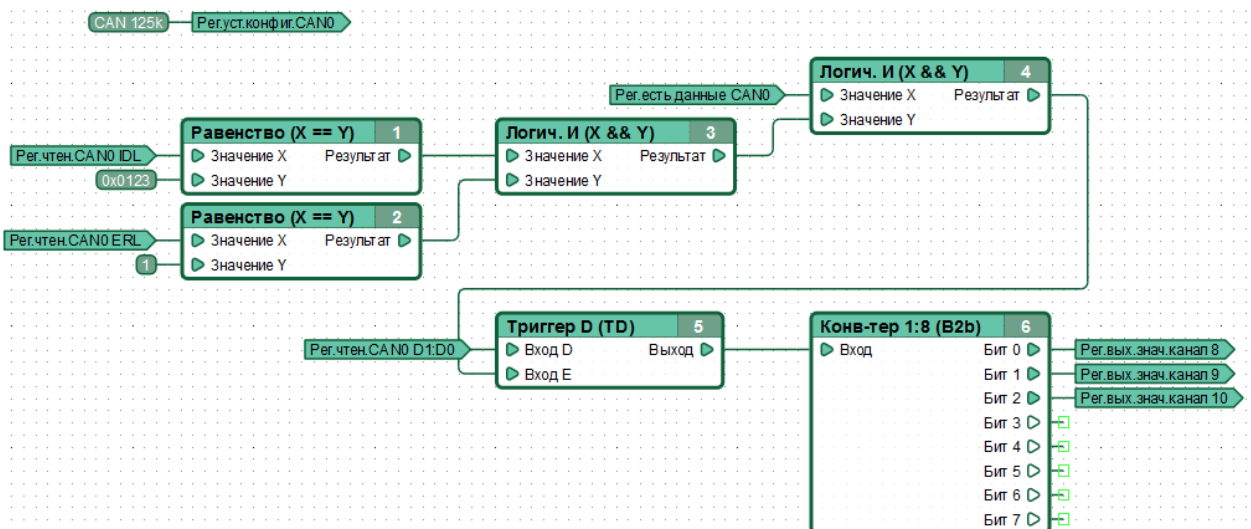 CAN 125k Рег.уст.конфиг.CAN0
Логич. И (X && Y) 4
Рег.есть данные CAN0 Значение X Результат
Значение Y
Равенство (X == Y) 1 Логич. И (X && Y) 3
Рег.чтен.CAN0 IDL Значение X Результат Значение X Результат
0x0123 Значение Y Значение Y
Равенство (X == Y) 2
Рег.чтен.CAN0 ERL Значение X Результат
1 Значение Y
Триггер D (TD) 5 Конв-тер 1:8 (B2b) 6
Рег.чтен.CAN0 D1:D0 Вход D Выход Вход Бит 0 Рег.вых.знач.канал 8
Вход E Бит 1 Рег.вых.знач.канал 9
Бит 2 Рег.вых.знач.канал 10
Бит 3
Бит 4
Бит 5
Бит 6
Бит 7